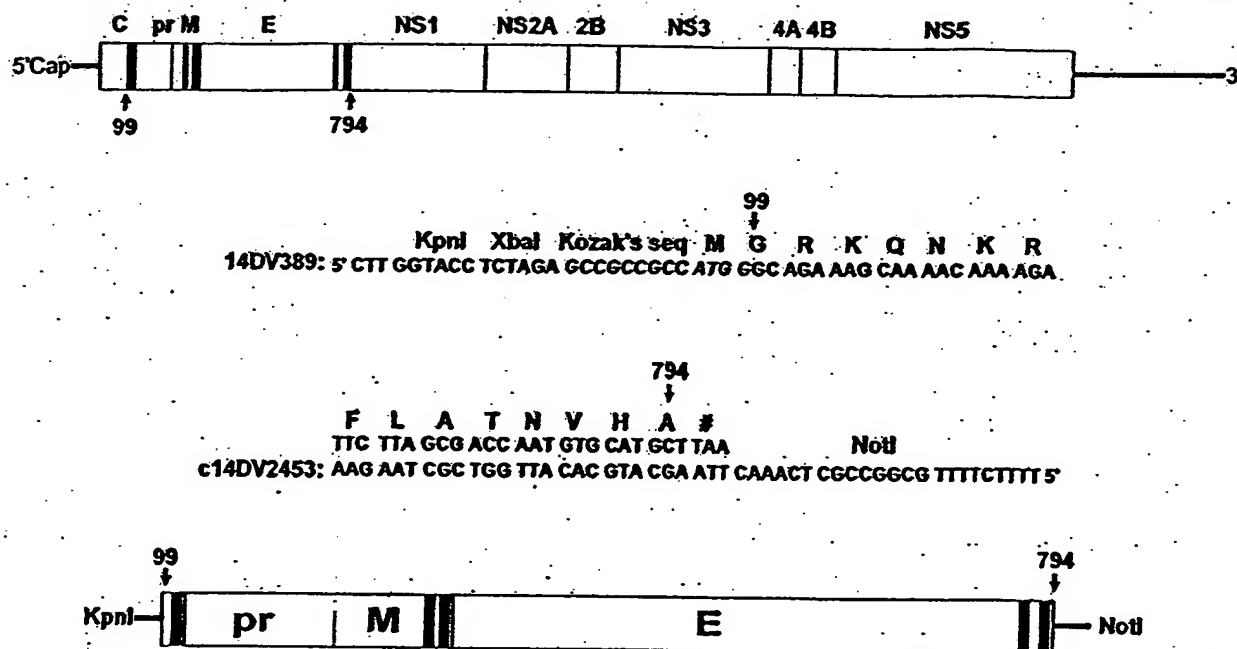 C pr M E NS1 NS2A 2B NS3 4A 4B NS5
5'Cap 3
99 794
99
KpnI XbaI Kozak's seq M G R K Q N K R
14DV389: 5' CTT GGTACC TCTAGA GCCGCCGCC ATG GGC AGA AAG CAA AAC AAA AGA
794
F L A T N V H A #
TTC TTA GCG ACC AAT GTG CAT GCT TAA NotI
c14DV2453: AAG AAT CGC TGG TTA CAC GTA CGA ATT CAAACT CGCCGGCG TTTTCTTTT 5'
99 794
KpnI pr M E NotI